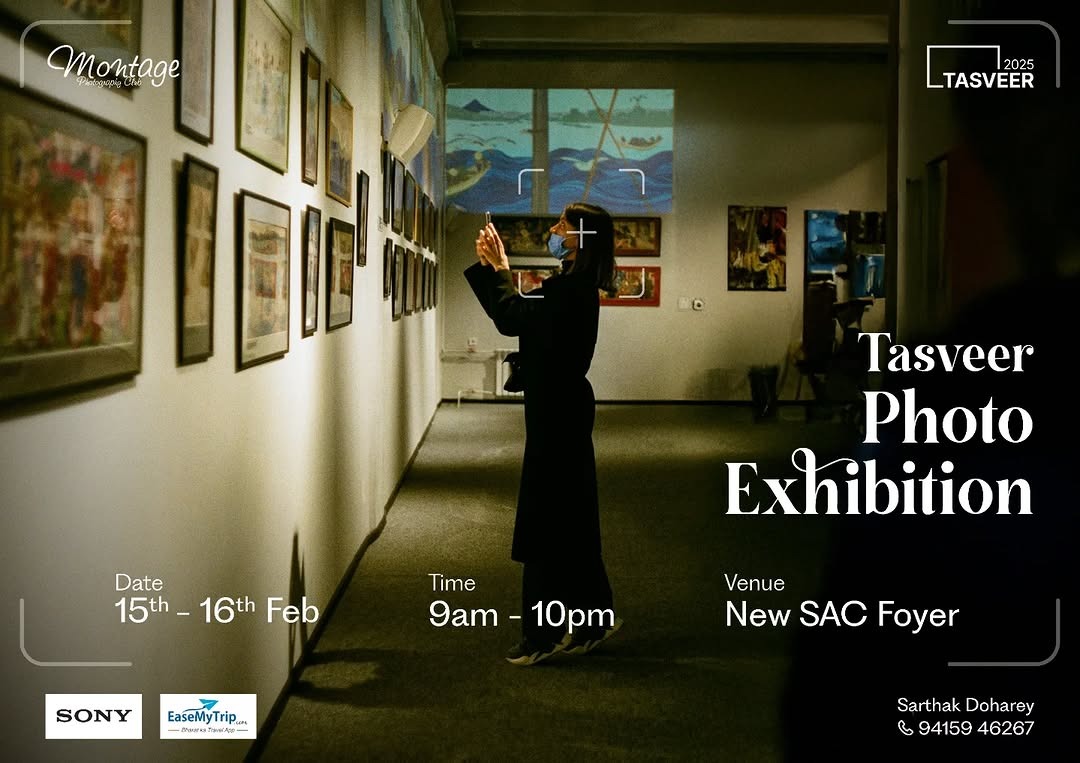 Montage
Photography Club
2025
TASVEER
Tasveer
Photo
Exhibition
Date
15th - 16th Feb
Time
9am - 10pm
Venue
New SAC Foyer
SONY
EaseMyTrip.com
Bharat ka Travel App
Sarthak Doharey
94159 46267